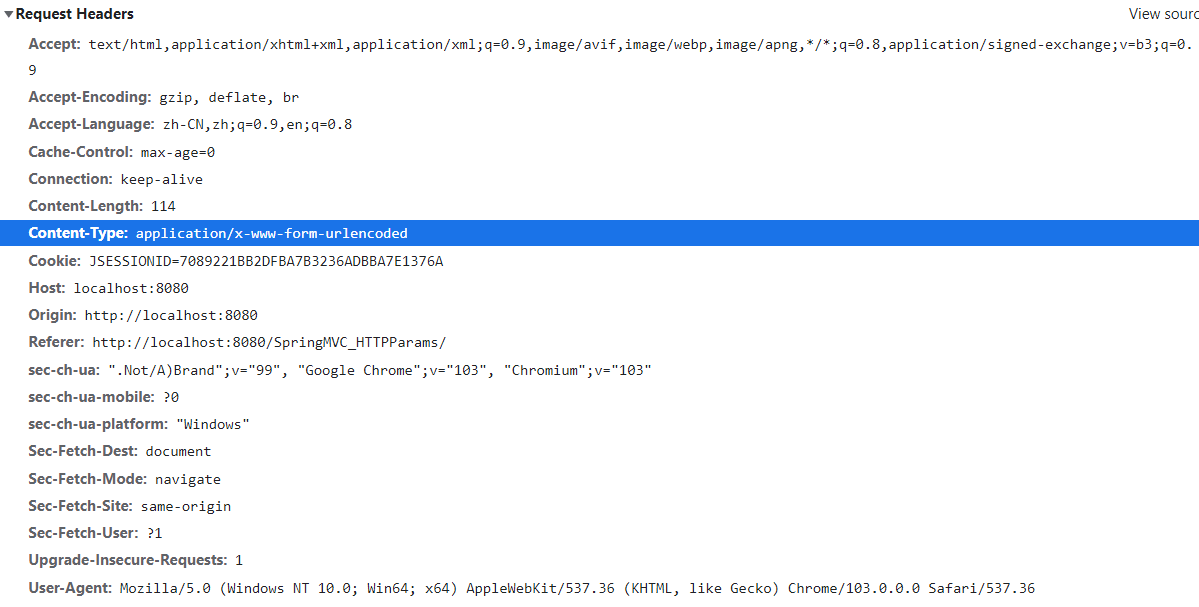 Request Headers View sourc
Accept: text/html,application/xhtml+xml,application/xml;q=0.9,image/avif,image/webp,image/apng,*/*;q=0.8,application/signed-exchange;v=b3;q=0.
9
Accept-Encoding: gzip, deflate, br
Accept-Language: zh-CN,zh;q=0.9,en;q=0.8
Cache-Control: max-age=0
Connection: keep-alive
Content-Length: 114
Content-Type: application/x-www-form-urlencoded
Cookie: JSESSIONID=7089221BB2DFBA7B3236ADBBA7E1376A
Host: localhost:8080
Origin: http://localhost:8080
Referer: http://localhost:8080/SpringMVC_HTTPParams/
sec-ch-ua: ".Not/A)Brand";v="99", "Google Chrome";v="103", "Chromium";v="103"
sec-ch-ua-mobile: ?0
sec-ch-ua-platform: "Windows"
Sec-Fetch-Dest: document
Sec-Fetch-Mode: navigate
Sec-Fetch-Site: same-origin
Sec-Fetch-User: ?1
Upgrade-Insecure-Requests: 1
User-Agent: Mozilla/5.0 (Windows NT 10.0; Win64; x64) AppleWebKit/537.36 (KHTML, like Gecko) Chrome/103.0.0.0 Safari/537.36